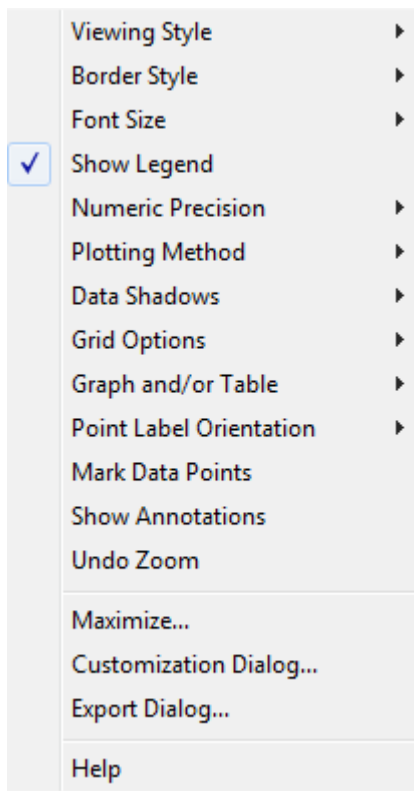 Viewing Style
Border Style
Font Size
Show Legend
Numeric Precision
Plotting Method
Data Shadows
Grid Options
Graph and/or Table
Point Label Orientation
Mark Data Points
Show Annotations
Undo Zoom
Maximize...
Customization Dialog...
Export Dialog...
Help